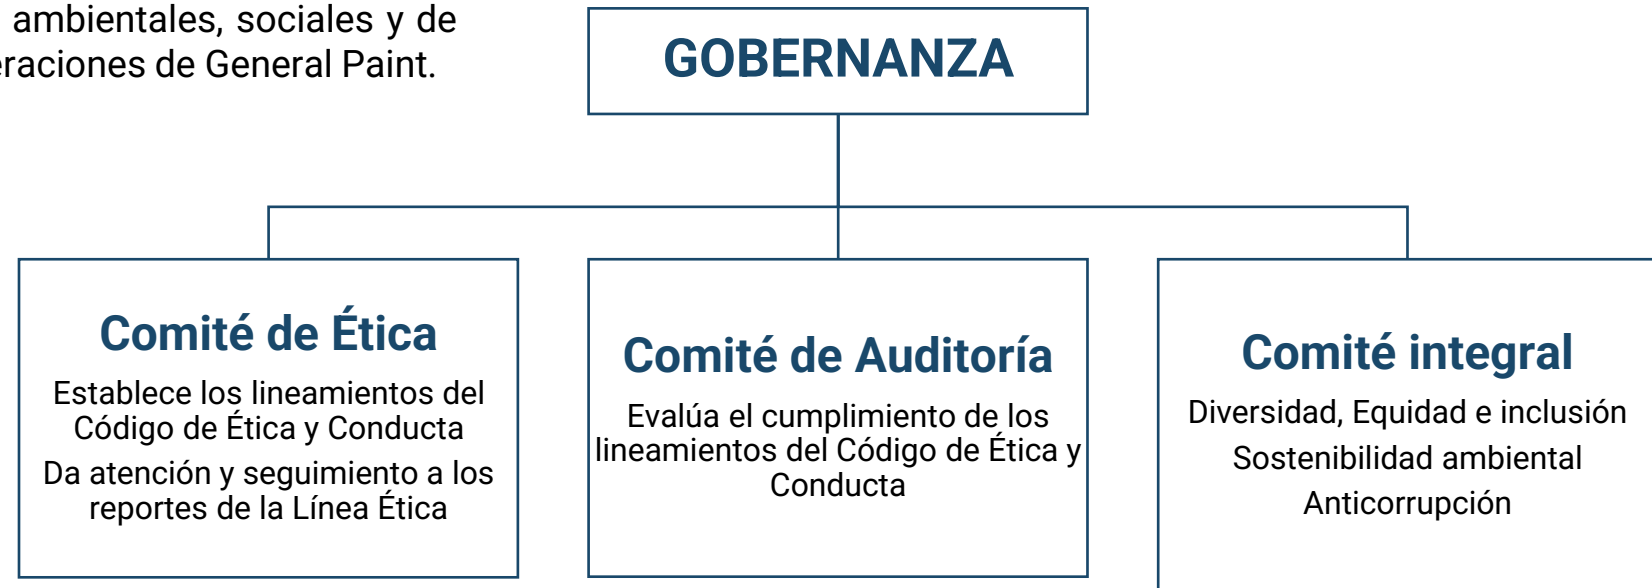 ambientales, sociales y de
eraciones de General Paint.
GOBERNANZA
Comité de Ética
Establece los lineamientos del
Código de Ética y Conducta
Da atención y seguimiento a los
reportes de la Línea Ética
Comité de Auditoría
Evalúa el cumplimiento de los
lineamientos del Código de Ética y
Conducta
Comité integral
Diversidad, Equidad e inclusión
Sostenibilidad ambiental
Anticorrupción